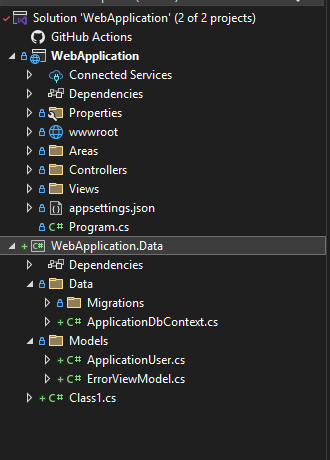 Solution 'WebApplication' (2 of 2 projects)
GitHub Actions
WebApplication
Connected Services
Dependencies
Properties
wwwroot
Areas
Controllers
Views
appsettings.json
C# Program.cs
C# WebApplication.Data
Dependencies
Data
Migrations
C# ApplicationDbContext.cs
Models
C# ApplicationUser.cs
C# ErrorViewModel.cs
C# Class1.cs